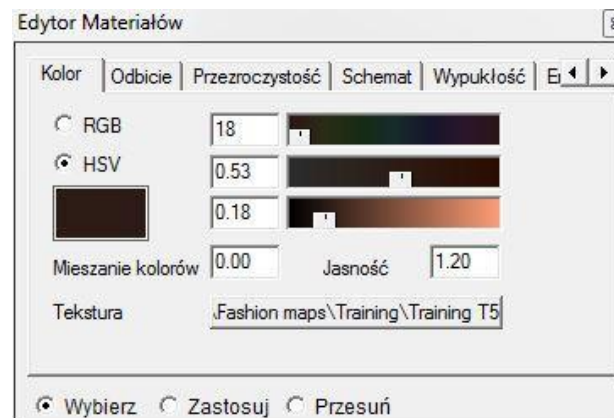 Edytor Materiałów
Kolor Odbicie Przezroczystość Schemat Wypukłość
RGB 18
HSV 0.53
0.18
Mieszanie kolorów 0.00 Jasność 1.20
Tekstura \Fashion maps\Training\Training T5
Wybierz Zastosuj Przesuń